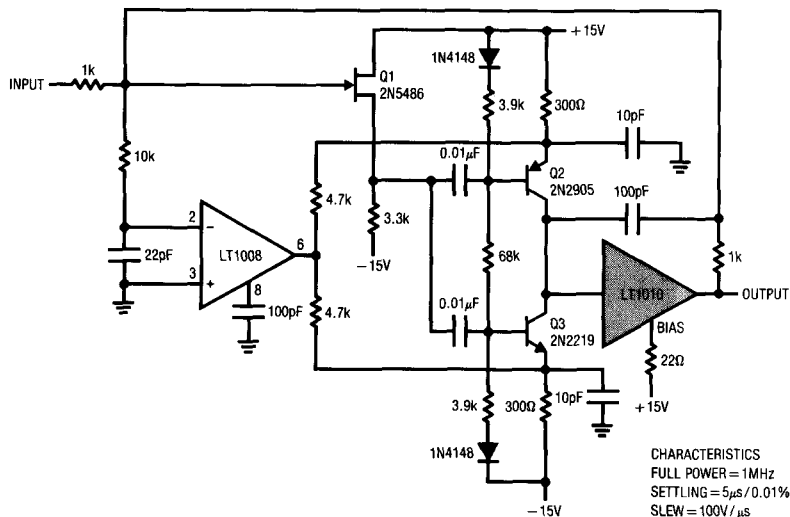 +15V
1N4148
1k
INPUT
Q1
2N5486
3.9k
300Ω
10pF
10k
0.01μF
Q2
2N2905
4.7k
100pF
2
−
3.3k
22pF
LT1008
6
−15V
68k
1k
3
+
LT1010
OUTPUT
8
100pF
4.7k
0.01μF
Q3
2N2219
BIAS
22Ω
3.9k
300Ω
10pF
+15V
1N4148
−15V
CHARACTERISTICS
FULL POWER = 1MHz
SETTLING = 5μs/0.01%
SLEW = 100V/μs